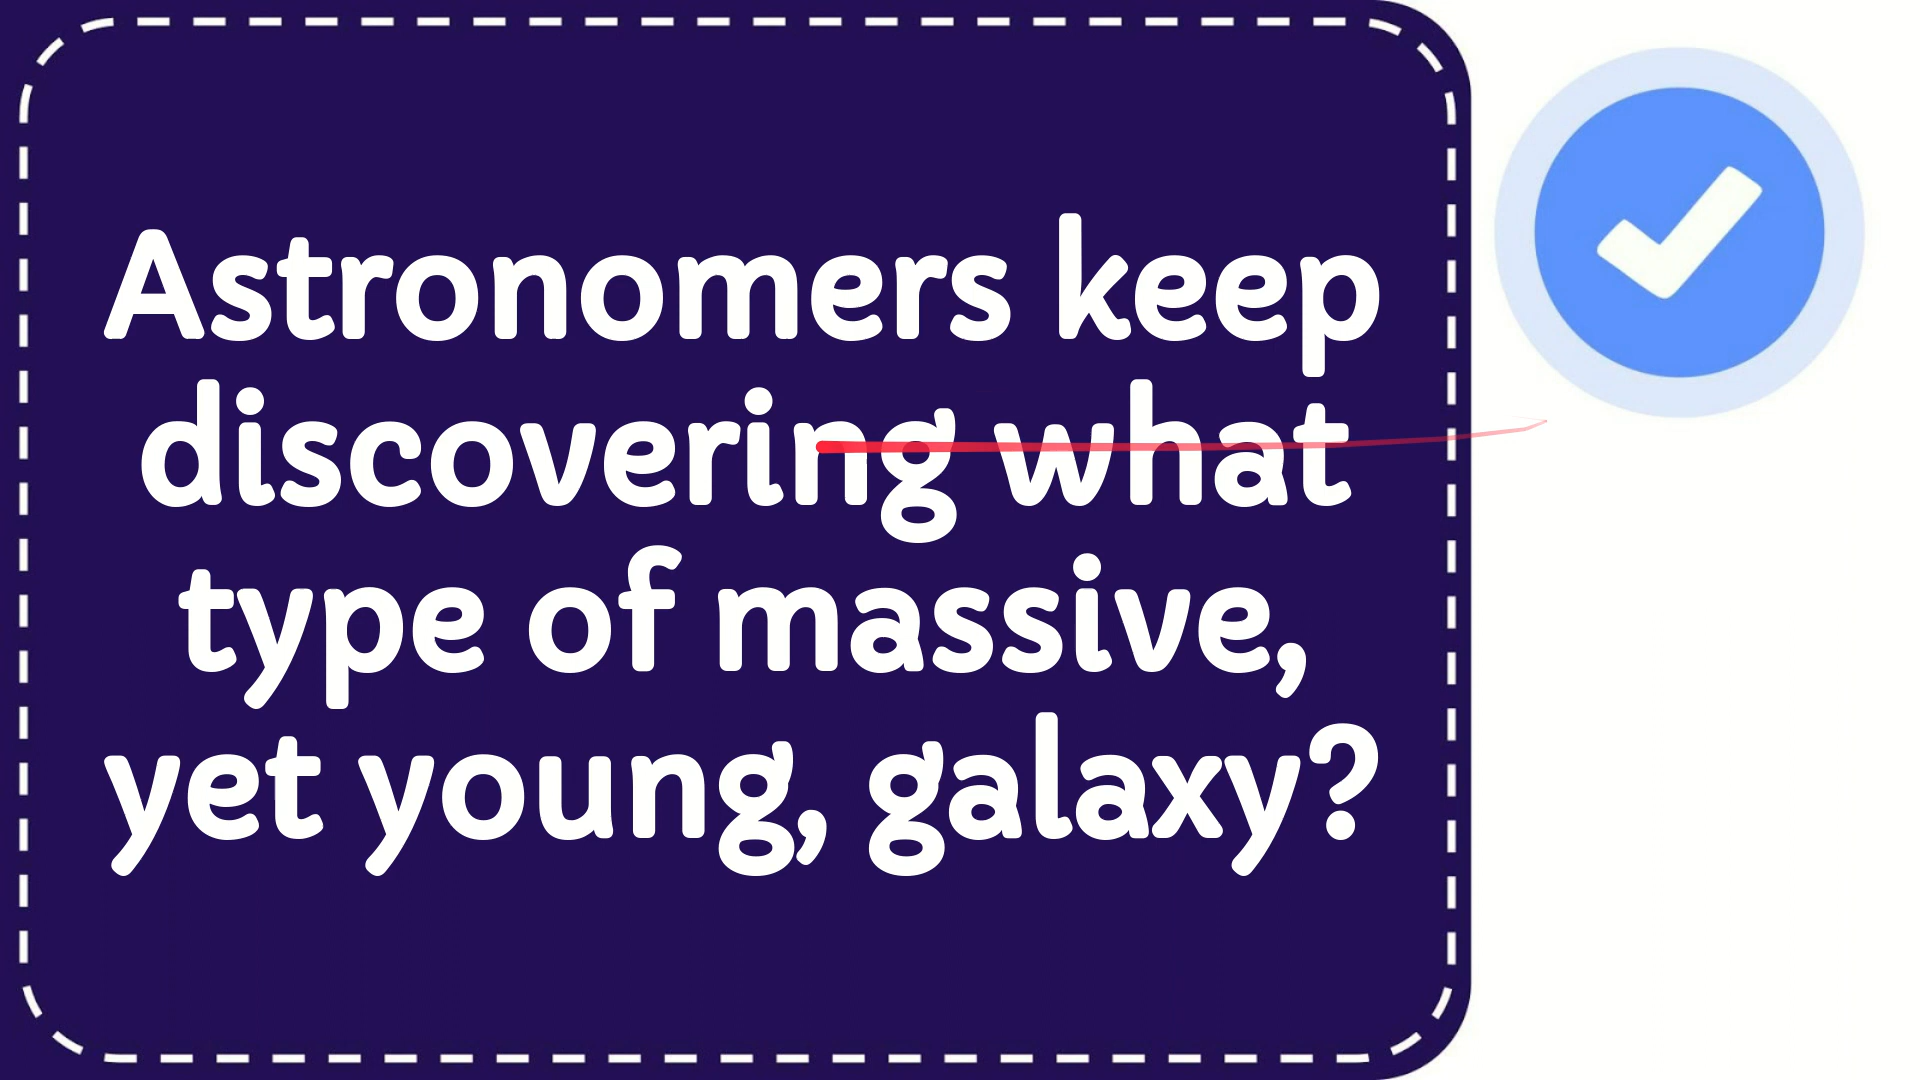 Astronomers keep
discovering what
type of massive,
yet young, galaxy?